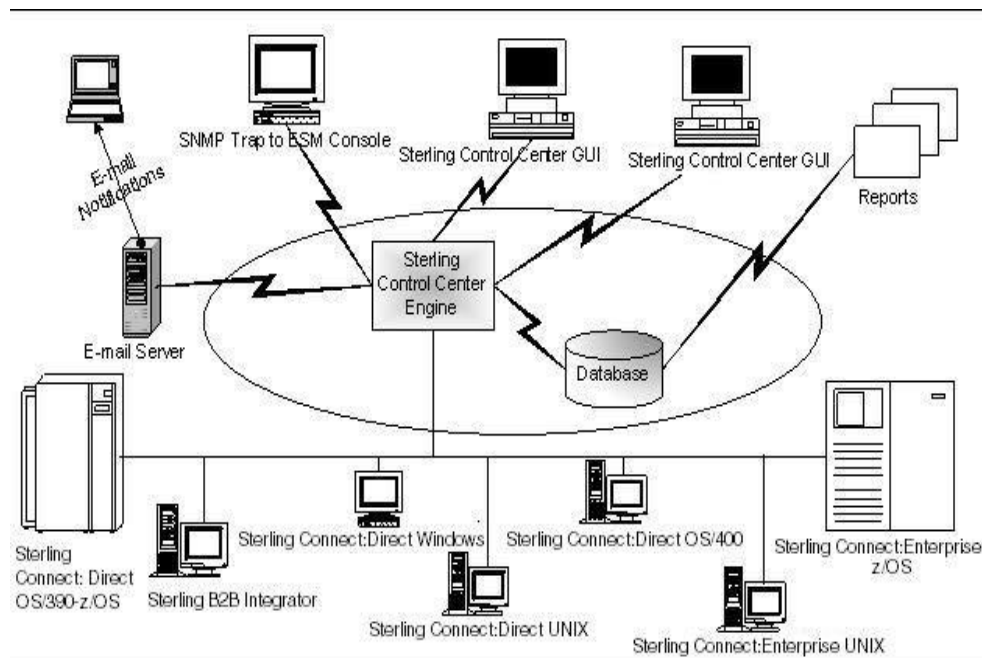 SNMP Trap to ESM Console
Sterling Control Center GUI
Sterling Control Center GUI
Reports
E-mail
Notifications
Sterling
Control Center
Engine
E-mail Server
Database
Sterling
Connect: Direct
OS/390-z/OS
Sterling B2B Integrator
Sterling Connect:Direct Windows
Sterling Connect:Direct UNIX
Sterling Connect:Direct OS/400
Sterling Connect:Enterprise UNIX
Sterling Connect:Enterprise
z/OS